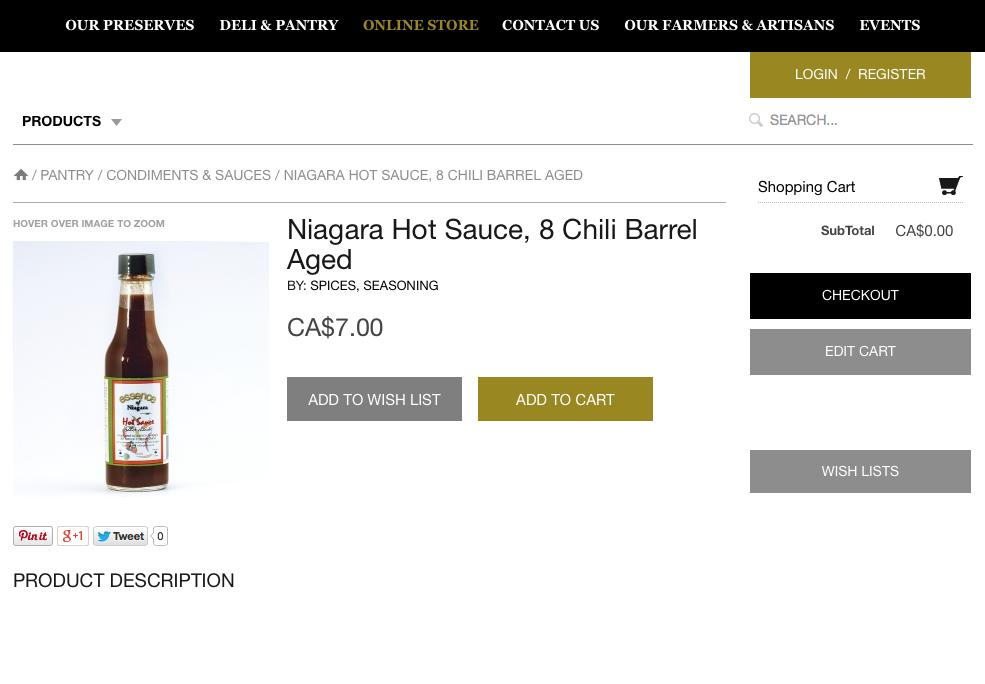 OUR PRESERVES DELI & PANTRY ONLINE STORE CONTACT US OUR FARMERS & ARTISANS EVENTS
LOGIN / REGISTER
PRODUCTS
SEARCH...
/ PANTRY / CONDIMENTS & SAUCES / NIAGARA HOT SAUCE, 8 CHILI BARREL AGED
Shopping Cart
SubTotal CA$0.00
CHECKOUT
EDIT CART
WISH LISTS
HOVER OVER IMAGE TO ZOOM
essence
of
Niagara
Hot Sauce
Niagara Hot Sauce, 8 Chili Barrel
Aged
BY: SPICES, SEASONING
CA$7.00
ADD TO WISH LIST ADD TO CART
Pin it g+1 Tweet 0
PRODUCT DESCRIPTION